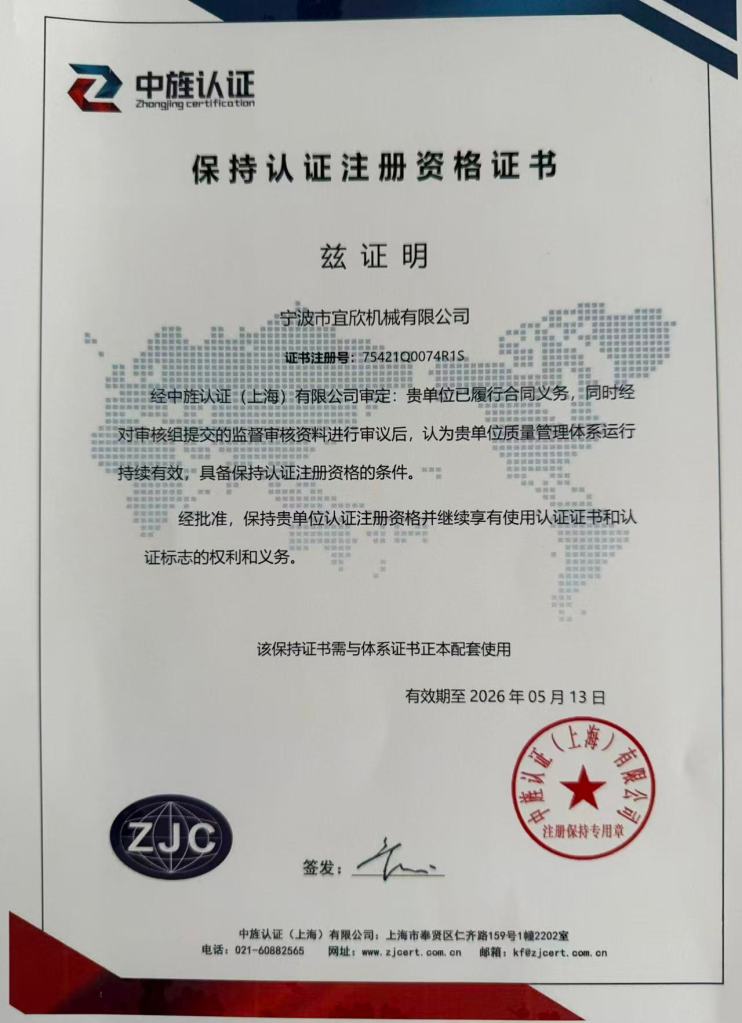 中旌认证
Zhongjing certification
保持认证注册资格证书
兹证明
宁波市宜欣机械有限公司
证书注册号：75421Q0074R1S
经中旌认证（上海）有限公司审定：贵单位已履行合同义务，同时经
对审核组提交的监督审核资料进行审议后，认为贵单位质量管理体系运行
持续有效，具备保持认证注册资格的条件。
经批准，保持贵单位认证注册资格并继续享有使用认证证书和认
证标志的权利和义务。
该保持证书需与体系证书正本配套使用
有效期至 2026 年 05 月 13 日
中旌认证（上海）有限公司
注册保持专用章
ZJC
签发：
中旌认证（上海）有限公司：上海市奉贤区仁齐路159号1幢2202室
电话：021-60882565 网址：www.zjcert.com.cn 邮箱：kf@zjcert.com.cn